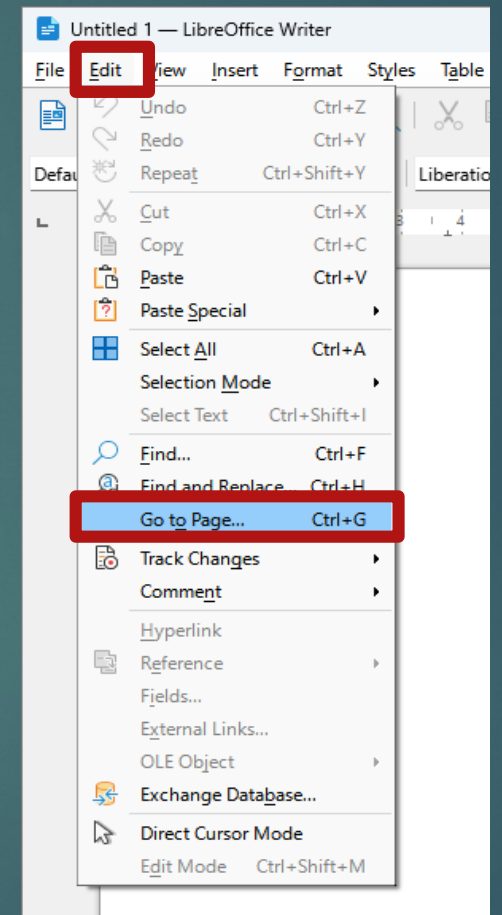 Untitled 1 — LibreOffice Writer
File Edit View Insert Format Styles Table
Undo Ctrl+Z
Redo Ctrl+Y
Repeat Ctrl+Shift+Y
Cut Ctrl+X
Copy Ctrl+C
Paste Ctrl+V
Paste Special
Select All Ctrl+A
Selection Mode
Select Text Ctrl+Shift+I
Find... Ctrl+F
Find and Replace... Ctrl+H
Go to Page... Ctrl+G
Track Changes
Comment
Hyperlink
Reference
Fields...
External Links...
OLE Object
Exchange Database...
Direct Cursor Mode
Edit Mode Ctrl+Shift+M
Defau
Liberatio
3 4